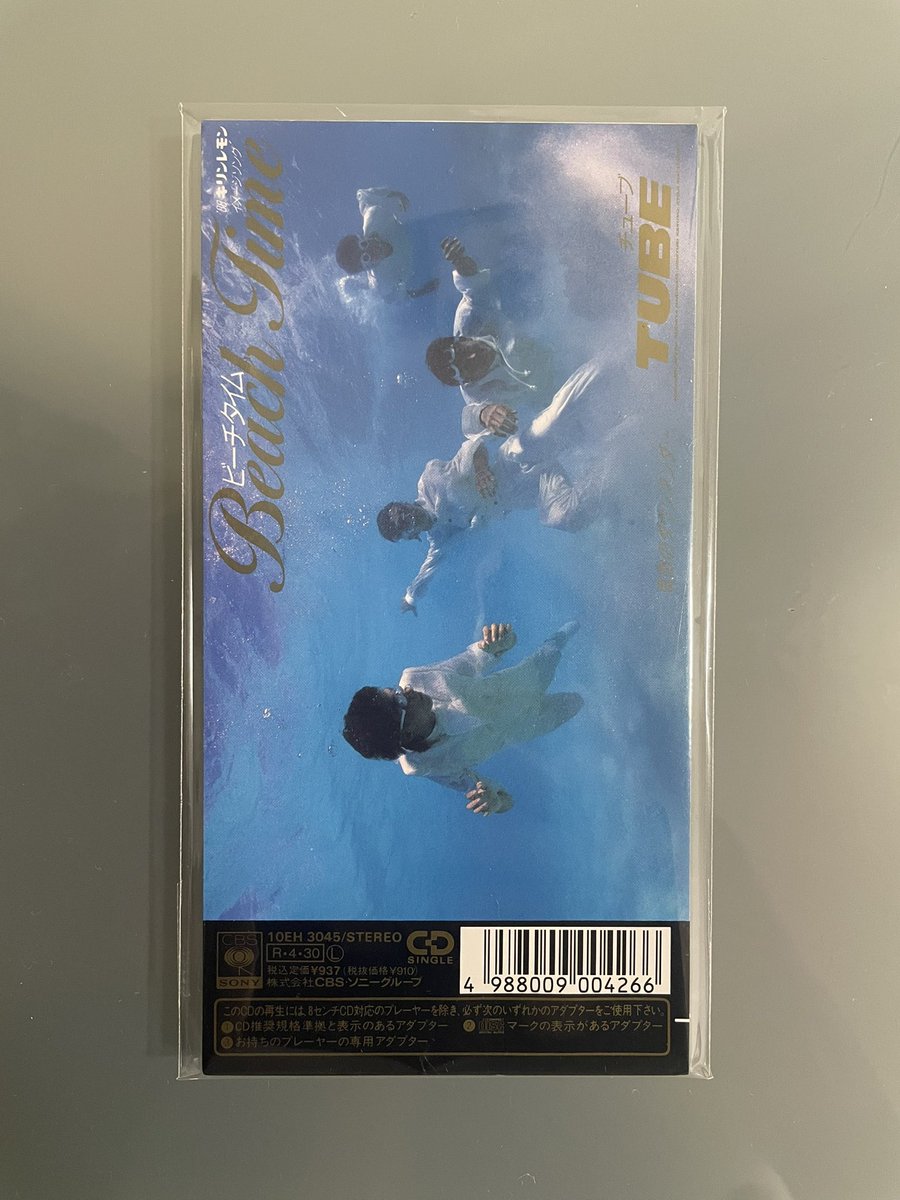 '88キリンレモン
イメージソング
ビーチ・タイム
Beach Time
チューブ
TUBE
CBS
SONY
10EH 3045/STEREO
R・4・30 Ⓛ
税込定価¥937(税抜価格¥910)
株式会社CBS・ソニーグループ
CD
SINGLE
4 988009 004266
このCDの再生には、8センチCD対応のプレーヤーを除き、必ず次のいずれかのアダプターをご使用下さい。
①CD推奨規格準拠と表示のあるアダプター ②マークの表示があるアダプター
③お持ちのプレーヤーの専用アダプター